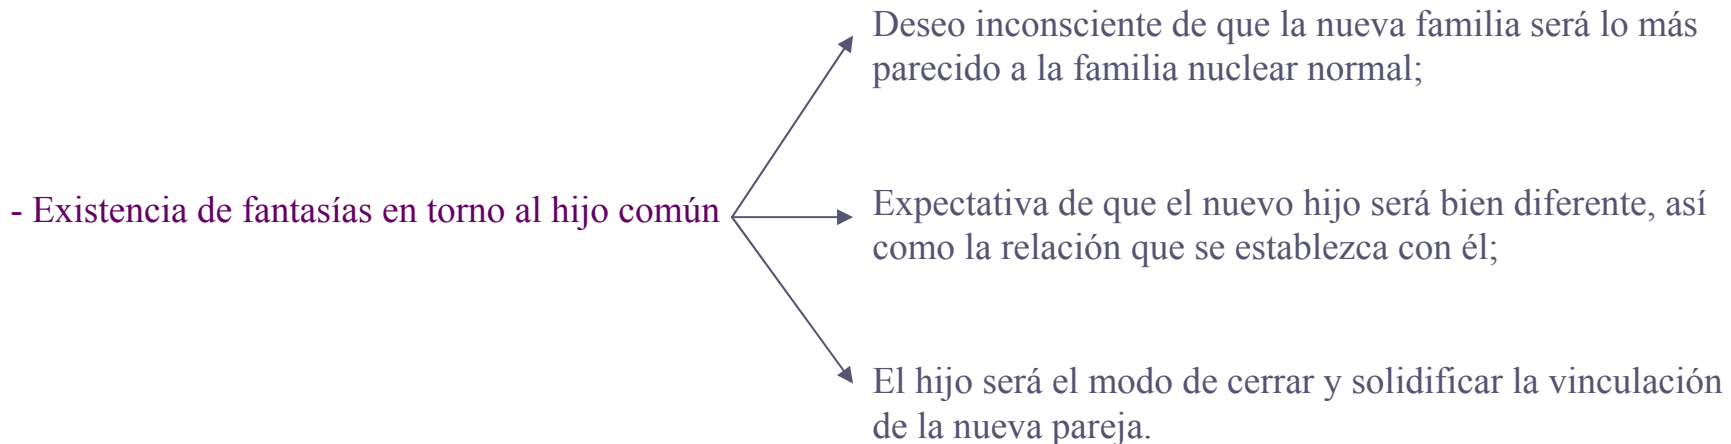 Deseo inconsciente de que la nueva familia será lo más
parecido a la familia nuclear normal;
- Existencia de fantasías en torno al hijo común
Expectativa de que el nuevo hijo será bien diferente, así
como la relación que se establezca con él;
El hijo será el modo de cerrar y solidificar la vinculación
de la nueva pareja.